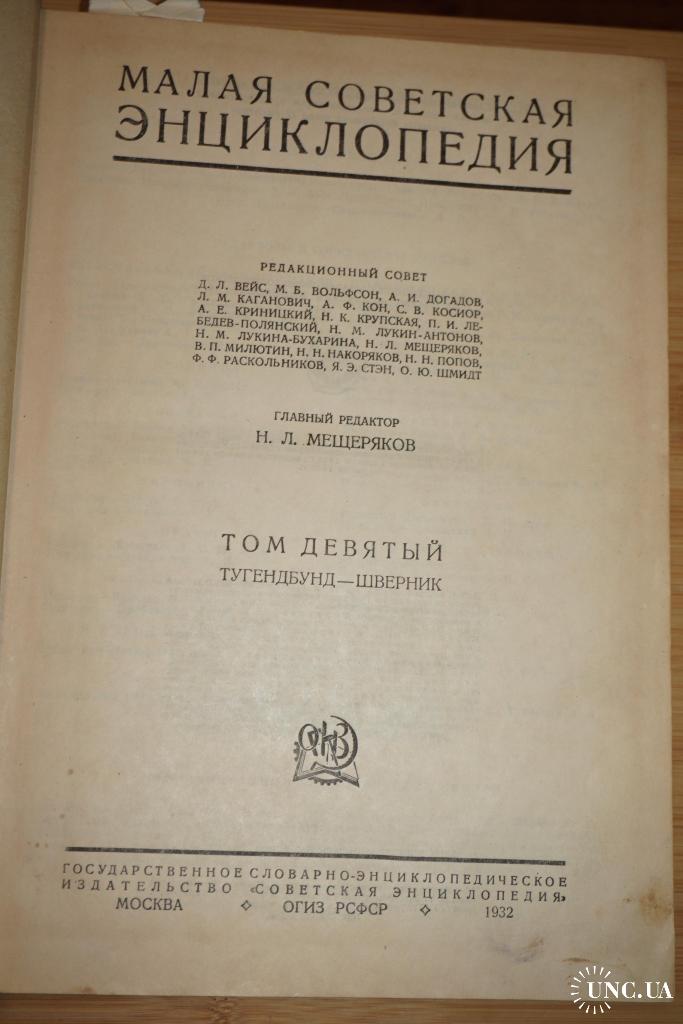 МАЛАЯ СОВЕТСКАЯ
ЭНЦИКЛОПЕДИЯ
РЕДАКЦИОННЫЙ СОВЕТ
Д. Л. ВЕЙС, М. Б. ВОЛЬФСОН, А. И. ДОГАДОВ,
Л. М. КАГАНОВИЧ, А. Ф. КОН, С. В. КОСИОР,
А. Е. КРИНИЦКИЙ, Н. К. КРУПСКАЯ, П. И. ЛЕ-
БЕДЕВ-ПОЛЯНСКИЙ, Н. М. ЛУКИН-АНТОНОВ,
Н. М. ЛУКИНА-БУХАРИНА, Н. Л. МЕЩЕРЯКОВ,
В. П. МИЛЮТИН, Н. Н. НАКОРЯКОВ, Н. Н. ПОПОВ,
Ф. Ф. РАСКОЛЬНИКОВ, Я. Э. СТЭН, О. Ю. ШМИДТ
ГЛАВНЫЙ РЕДАКТОР
Н. Л. МЕЩЕРЯКОВ
ТОМ ДЕВЯТЫЙ
ТУГЕНДБУНД—ШВЕРНИК
ГОСУДАРСТВЕННОЕ СЛОВАРНО-ЭНЦИКЛОПЕДИЧЕСКОЕ
ИЗДАТЕЛЬСТВО «СОВЕТСКАЯ ЭНЦИКЛОПЕДИЯ»
МОСКВА ОГИЗ РСФСР 1932
UNC.UA